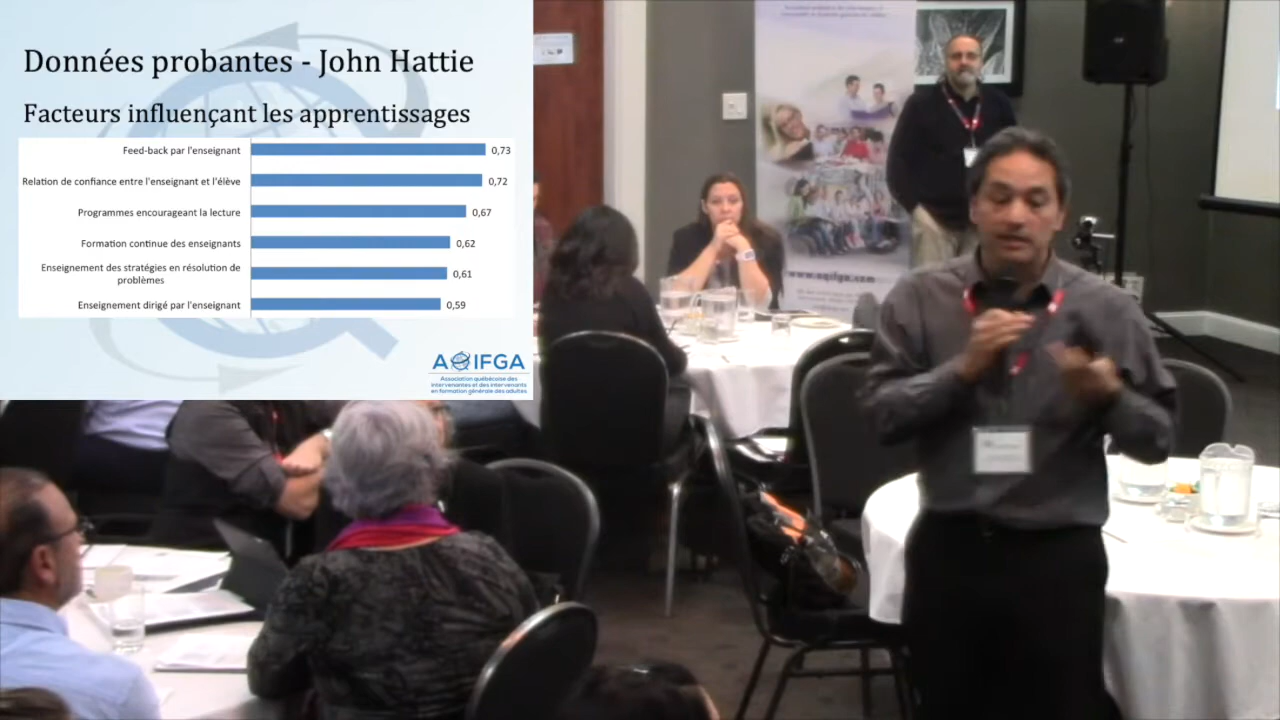 Données probantes - John Hattie
Facteurs influençant les apprentissages
Feed-back par l'enseignant 0,73
Relation de confiance entre l'enseignant et l'élève 0,72
Programmes encourageant la lecture 0,67
Formation continue des enseignants 0,62
Enseignement des stratégies en résolution de
problèmes 0,61
Enseignement dirigé par l'enseignant 0,59
AQIFGA
Association québécoise des
intervenantes et des intervenants
en formation générale des adultes
www.aqifga.com